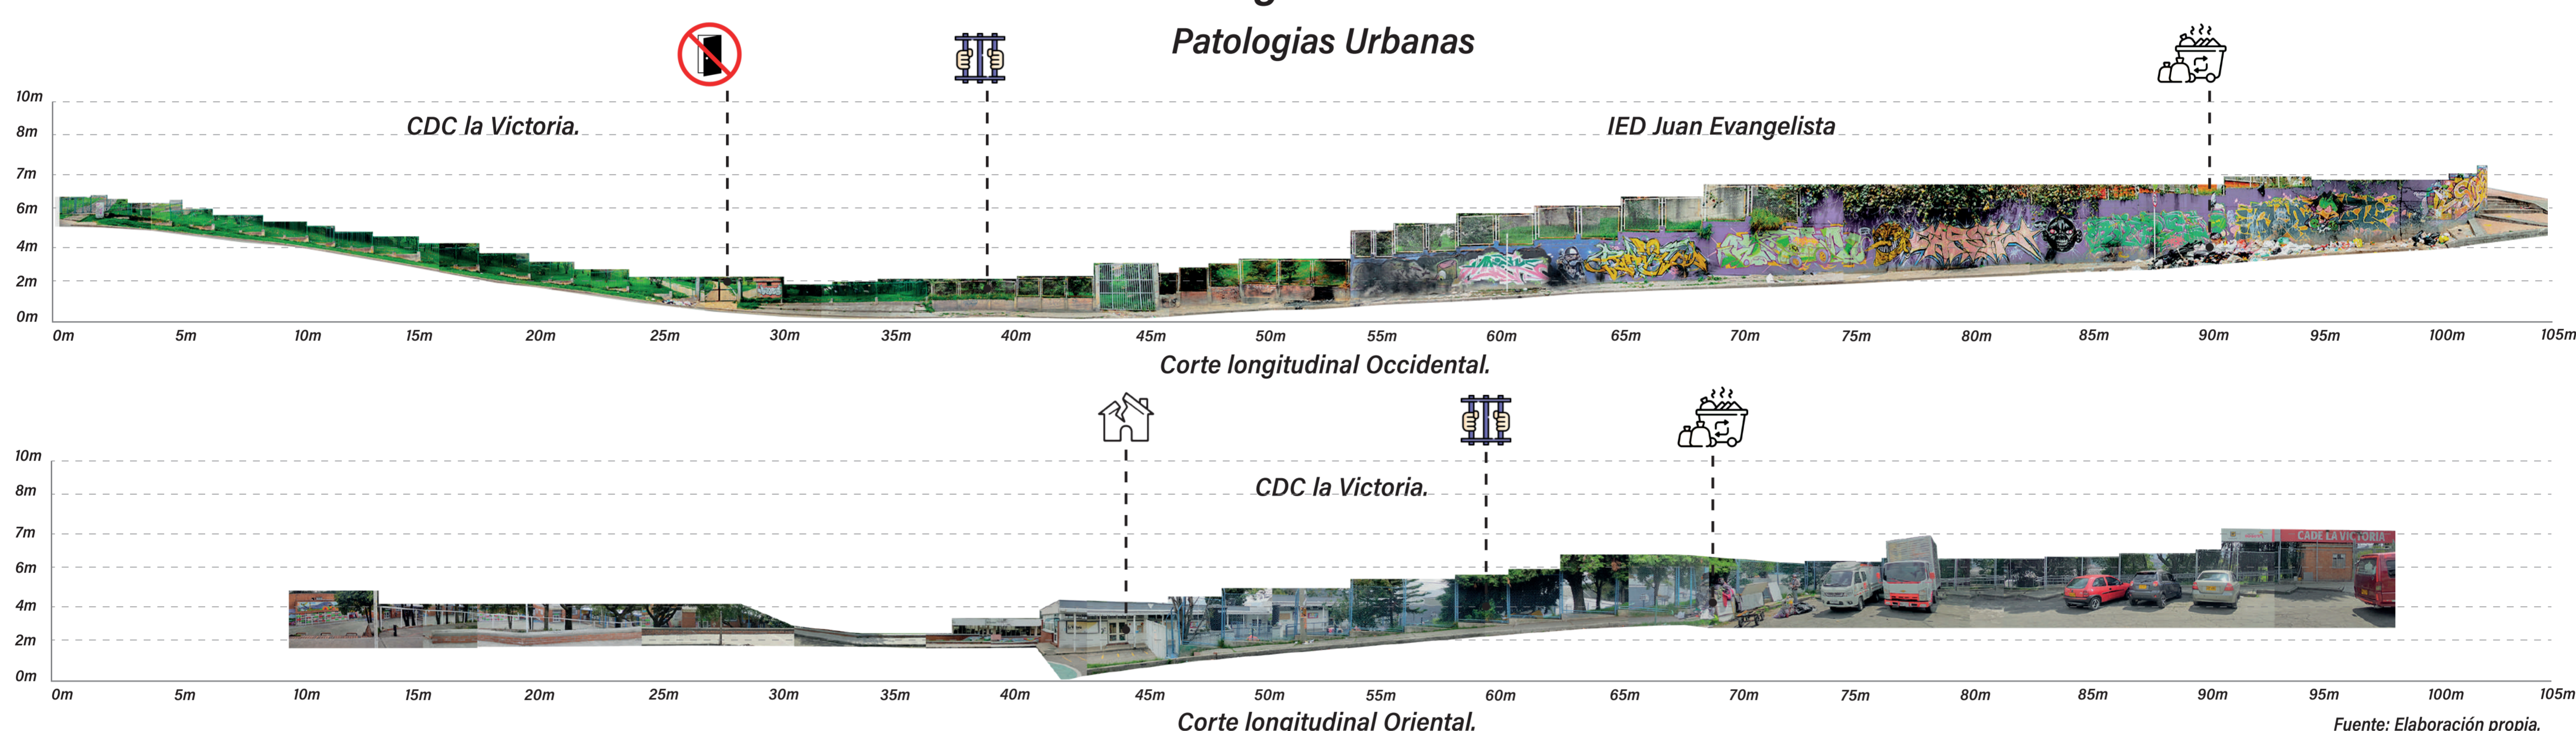 Patologias Urbanas
10m
8m
7m
6m
4m
2m
0m
CDC la Victoria.
IED Juan Evangelista
0m 5m 10m 15m 20m 25m 30m 35m 40m 45m 50m 55m 60m 65m 70m 75m 80m 85m 90m 95m 100m 105m
Corte longitudinal Occidental.
10m
8m
7m
6m
4m
2m
0m
CDC la Victoria.
CADE LA VICTORIA
0m 5m 10m 15m 20m 25m 30m 35m 40m 45m 50m 55m 60m 65m 70m 75m 80m 85m 90m 95m 100m 105m
Corte longitudinal Oriental.
Fuente: Elaboración propia.